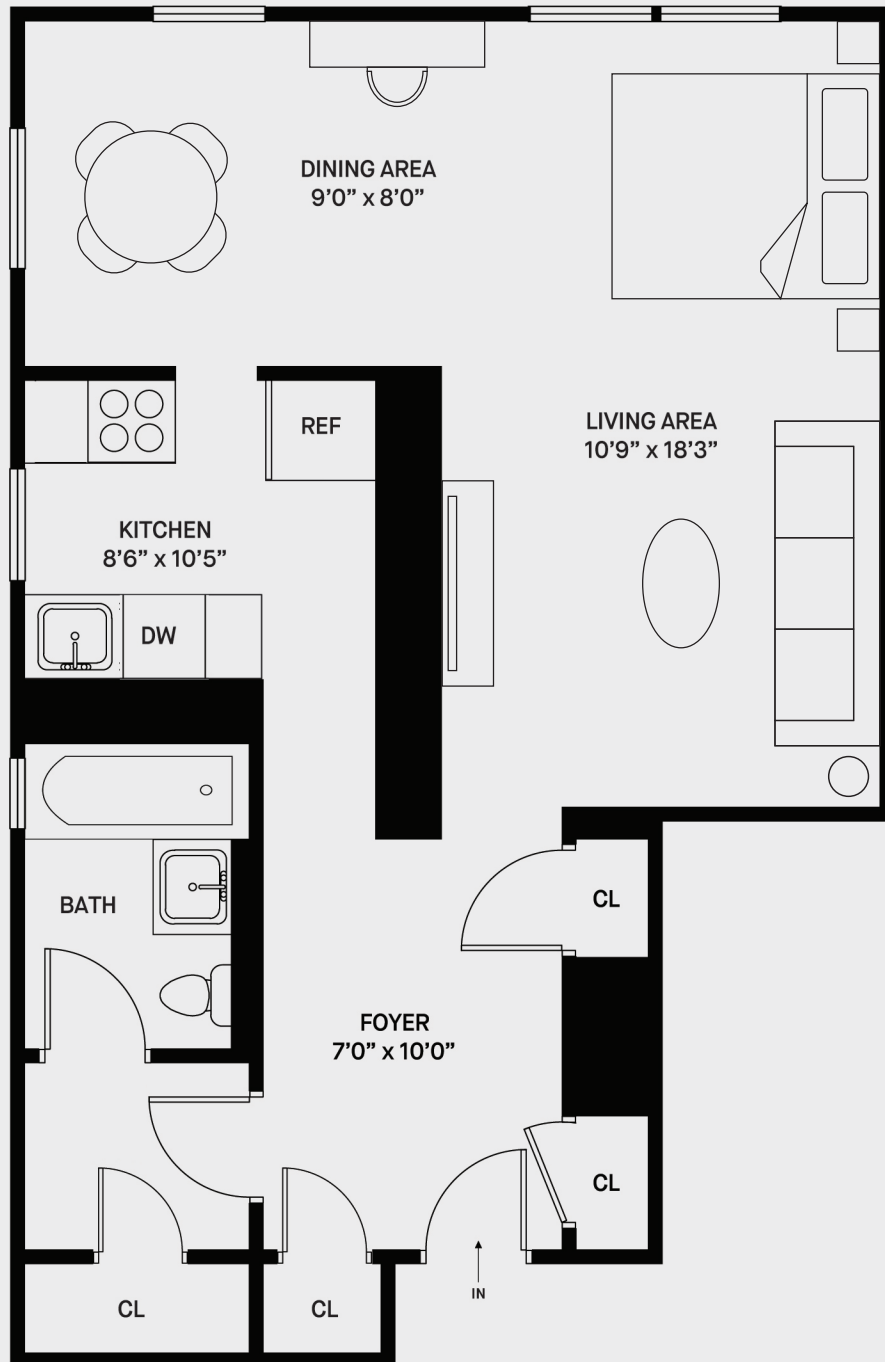 DINING AREA
9’0” x 8’0”
REF
LIVING AREA
10’9” x 18’3”
KITCHEN
8’6” x 10’5”
DW
BATH
CL
FOYER
7’0” x 10’0”
CL
CL
CL
IN